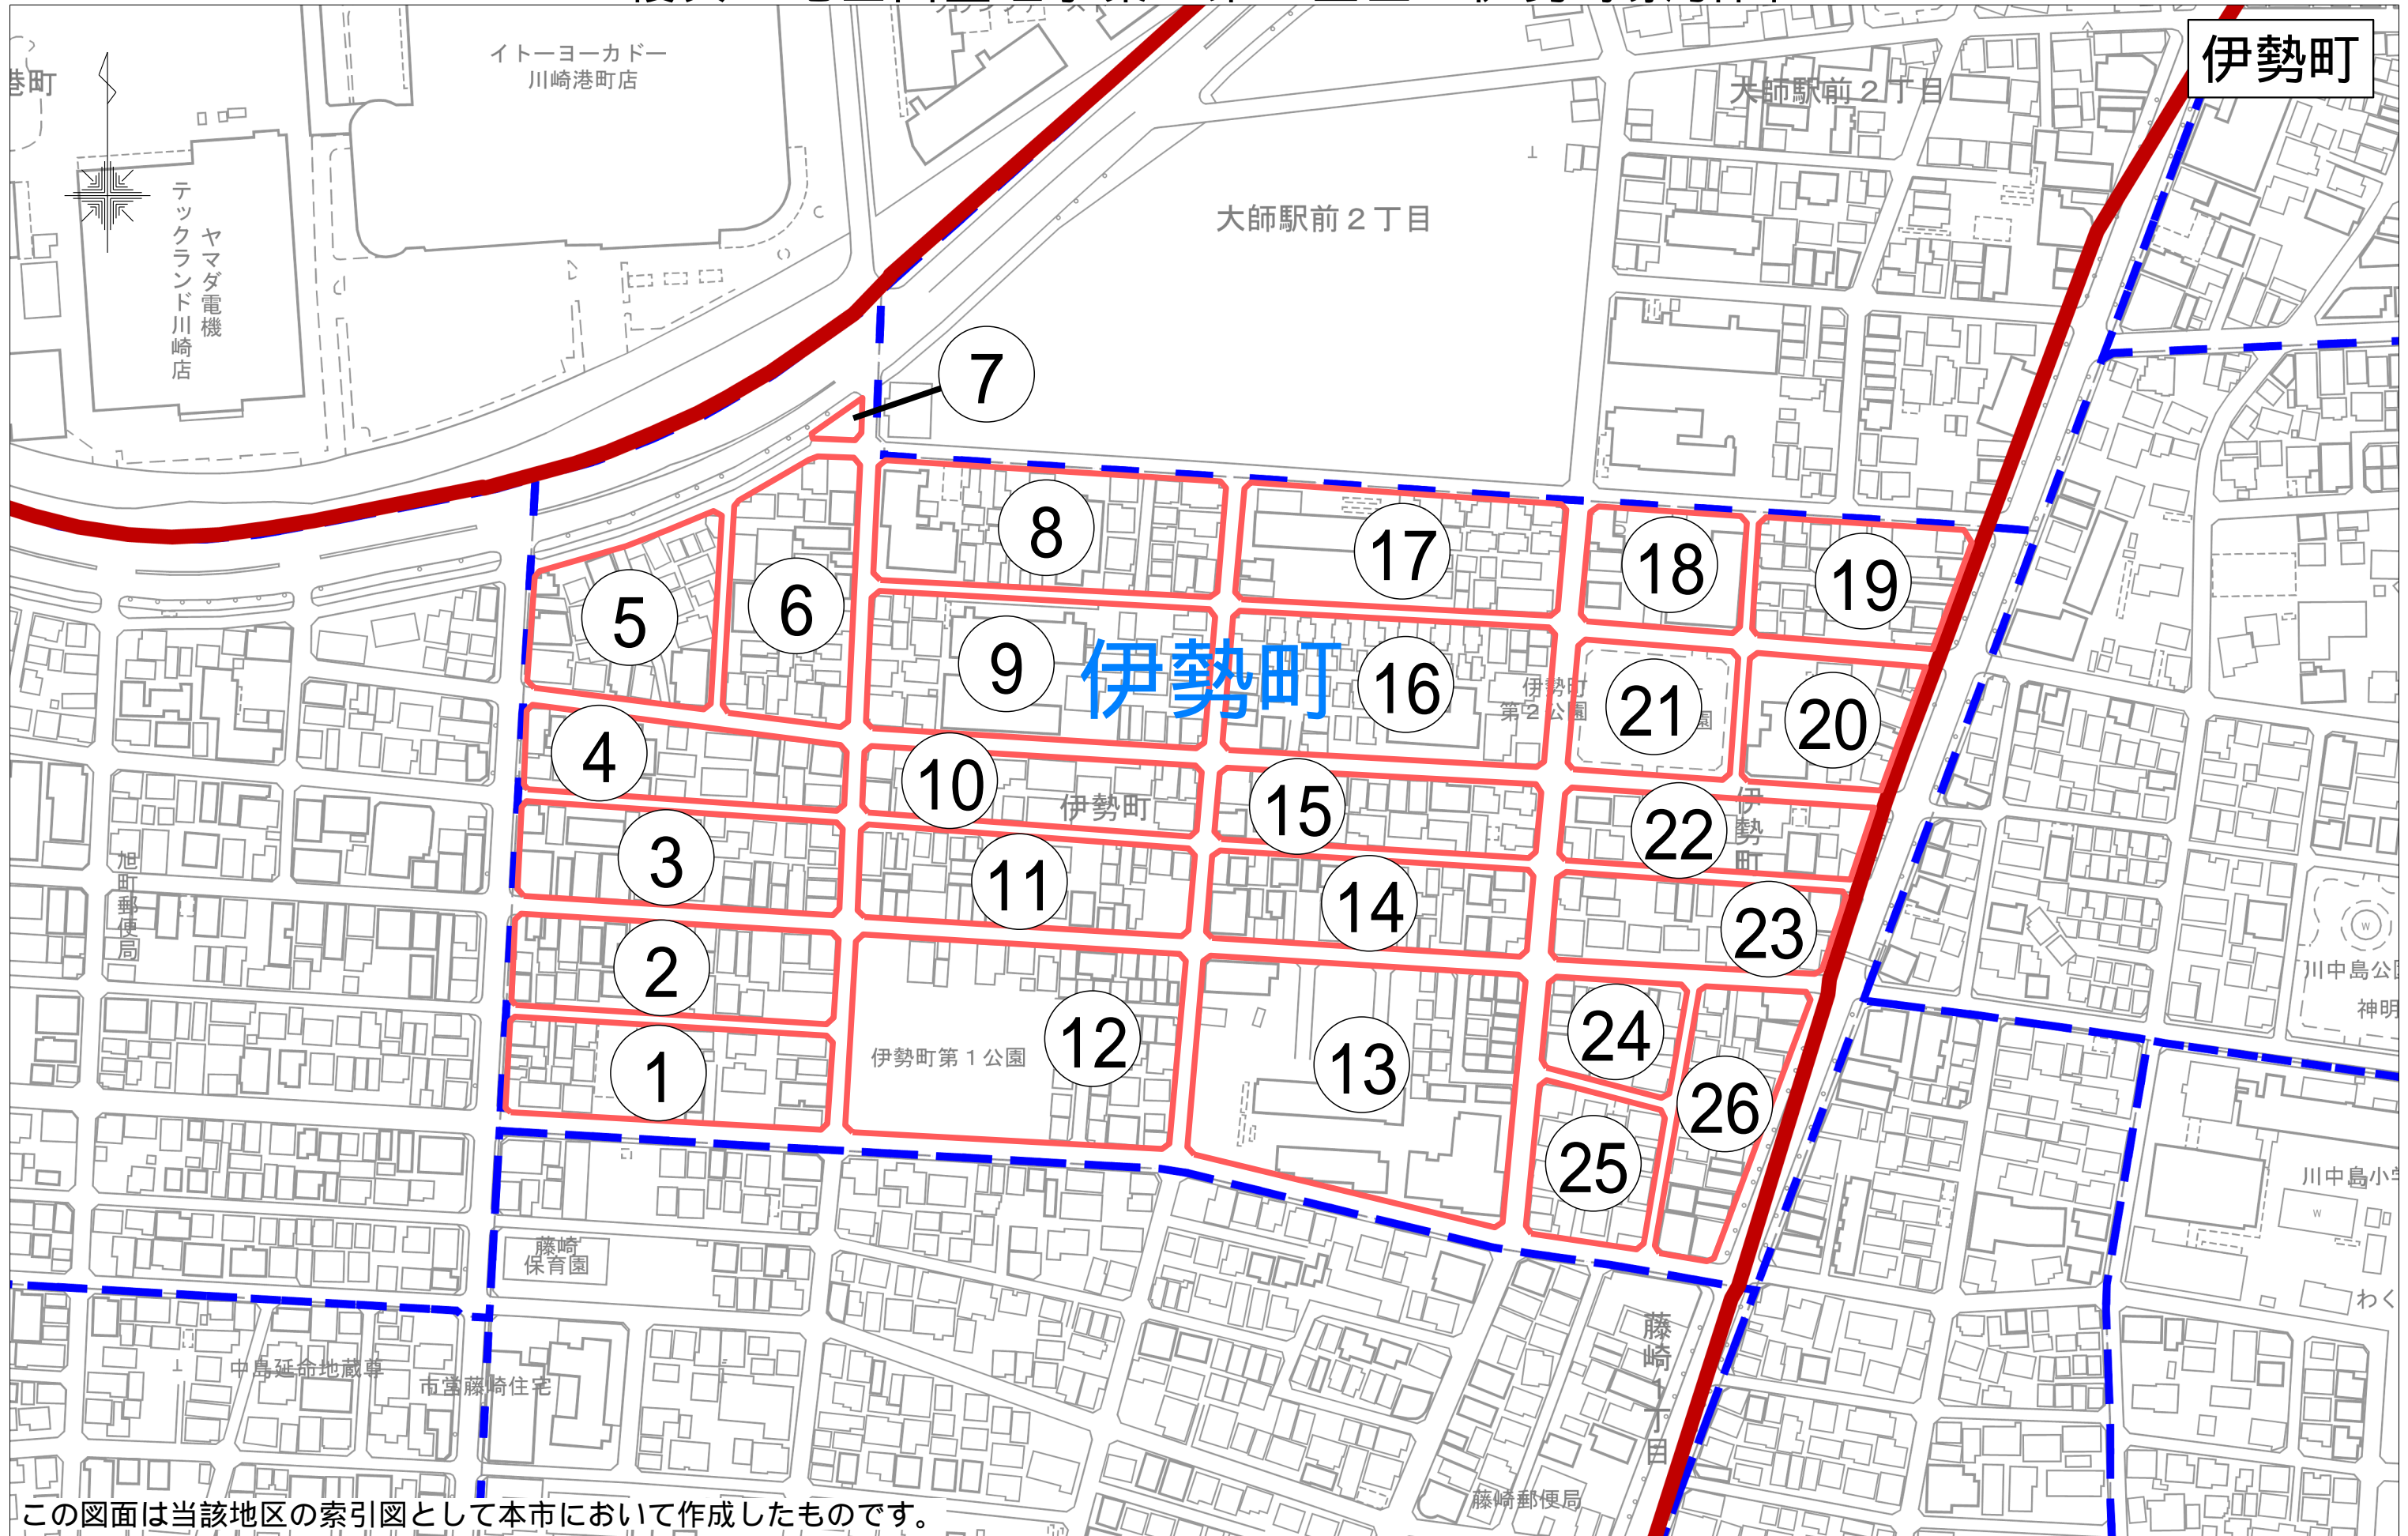 伊勢町
港町
イトーヨーカドー
川崎港町店
大師駅前２丁目
テックランド川崎店
ヤマダ電機
大師駅前２丁目
7
8
17
18
19
5
6
9
伊勢町
16
伊勢町
第２公園
21
園
20
4
10
伊勢町
15
22
伊勢町
3
11
14
23
旭町郵便局
2
12
13
24
26
川中島公
神明
伊勢町第１公園
1
25
川中島小学
藤崎
保育園
わく
藤崎１丁目
中島延命地蔵尊
市営藤崎住宅
藤崎郵便局
この図面は当該地区の索引図として本市において作成したものです。